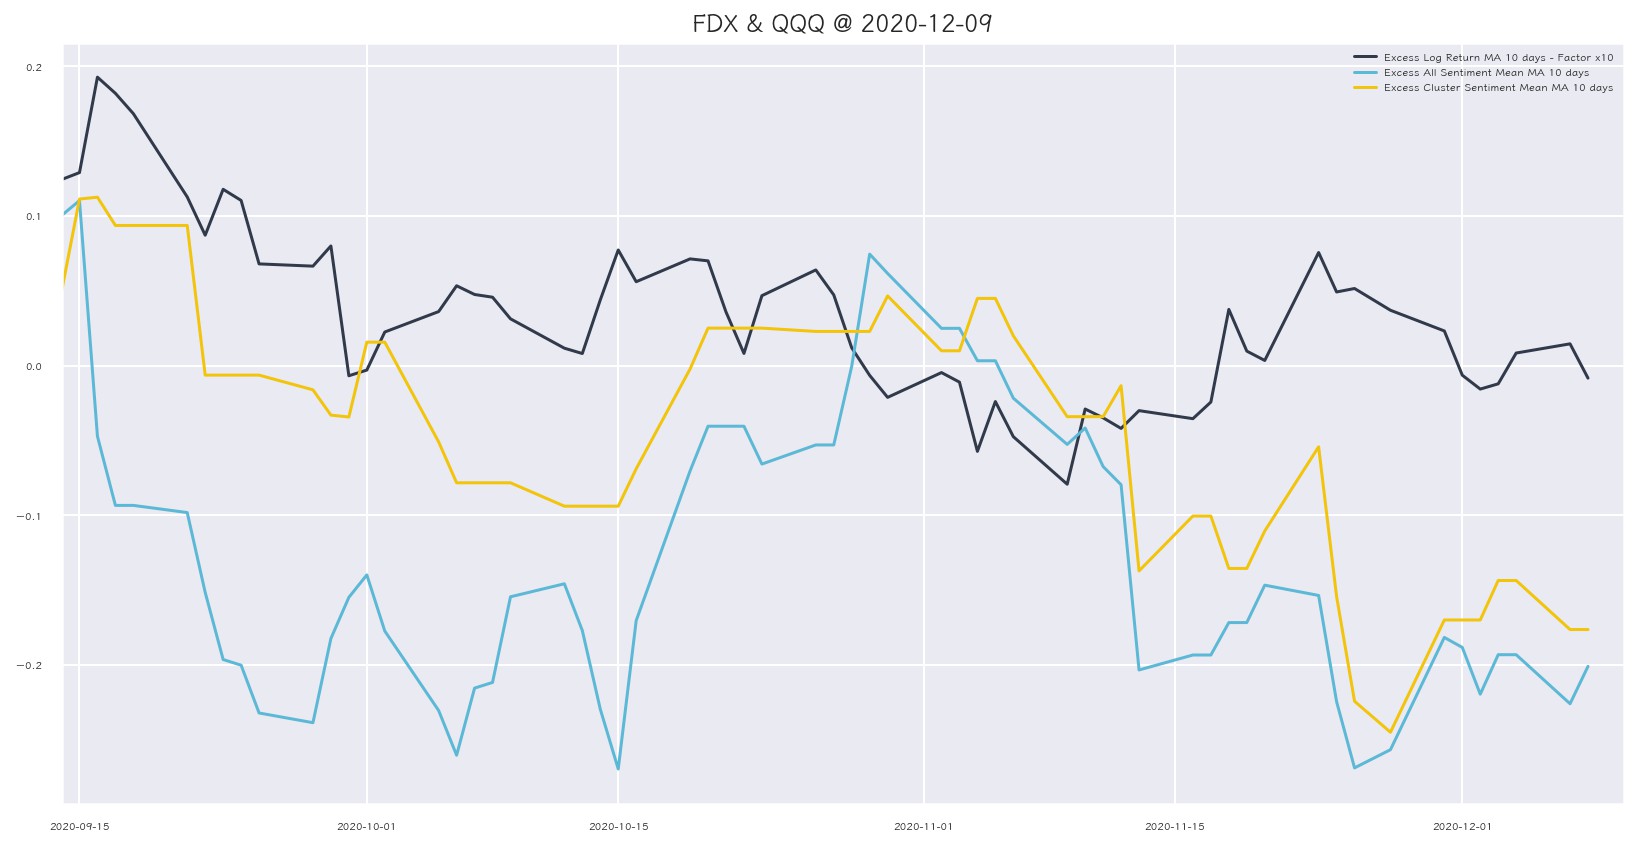 FDX & QQQ @ 2020-12-09
Excess Log Return MA 10 days - Factor x10
Excess All Sentiment Mean MA 10 days
Excess Cluster Sentiment Mean MA 10 days
0.2
0.1
0.0
−0.1
−0.2
2020-09-15 2020-10-01 2020-10-15 2020-11-01 2020-11-15 2020-12-01